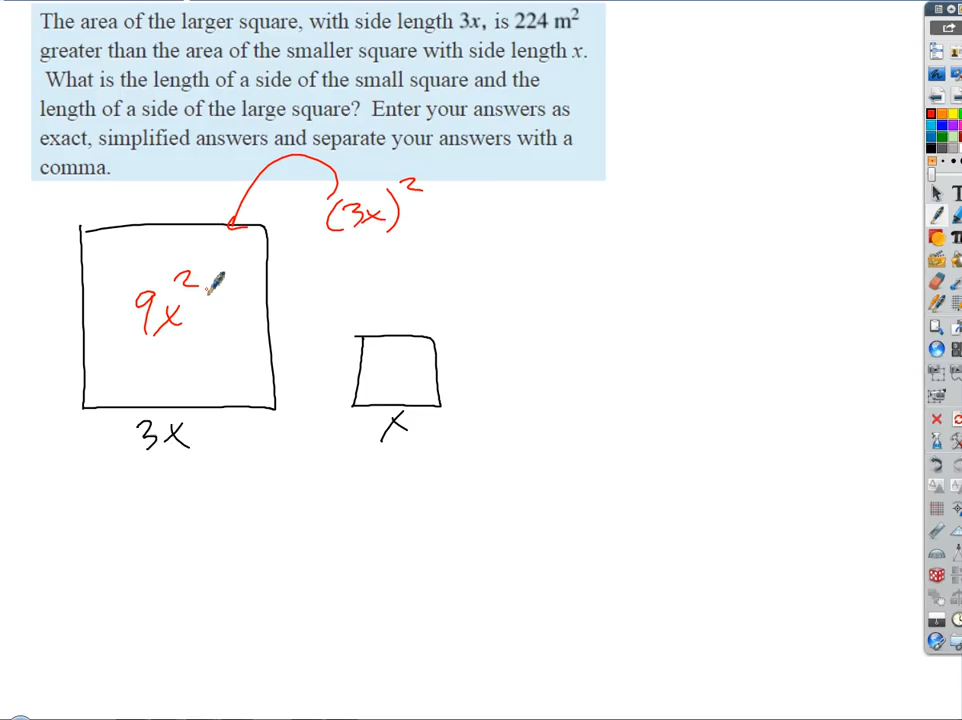 The area of the larger square, with side length 3x, is 224 m²
greater than the area of the smaller square with side length x.
What is the length of a side of the small square and the
length of a side of the large square? Enter your answers as
exact, simplified answers and separate your answers with a
comma.
(3x)²
9x²
3x
x